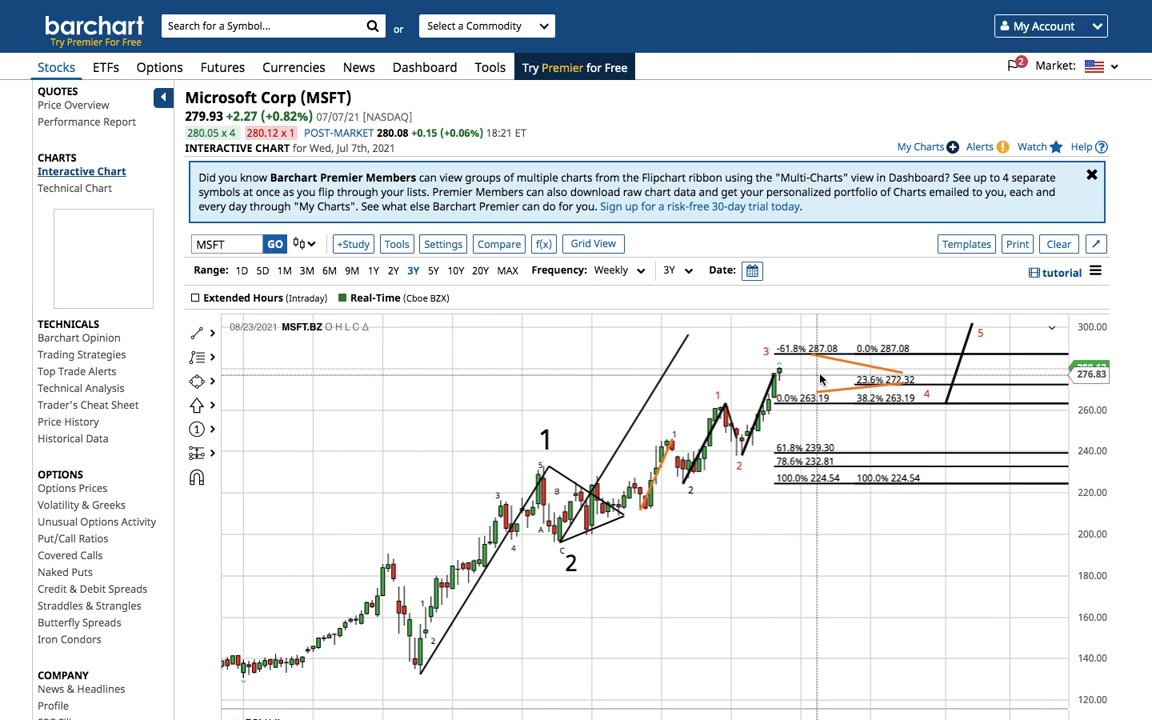 barchart
Try Premier For Free
Search for a Symbol...
or
Select a Commodity
My Account
Stocks ETFs Options Futures Currencies News Dashboard Tools Try Premier for Free
2 Market:
QUOTES
Price Overview
Performance Report
CHARTS
Interactive Chart
Technical Chart
TECHNICALS
Barchart Opinion
Trading Strategies
Top Trade Alerts
Technical Analysis
Trader's Cheat Sheet
Price History
Historical Data
OPTIONS
Options Prices
Volatility & Greeks
Unusual Options Activity
Put/Call Ratios
Covered Calls
Naked Puts
Credit & Debit Spreads
Straddles & Strangles
Butterfly Spreads
Iron Condors
COMPANY
News & Headlines
Profile
Microsoft Corp (MSFT)
279.93 +2.27 (+0.82%) 07/07/21 [NASDAQ]
280.05 x 4 280.12 x 1 POST-MARKET 280.08 +0.15 (+0.06%) 18:21 ET
INTERACTIVE CHART for Wed, Jul 7th, 2021
My Charts Alerts Watch Help
Did you know Barchart Premier Members can view groups of multiple charts from the Flipchart ribbon using the "Multi-Charts" view in Dashboard? See up to 4 separate
symbols at once as you flip through your lists. Premier Members can also download raw chart data and get your personalized portfolio of Charts emailed to you, each and
every day through "My Charts". See what else Barchart Premier can do for you. Sign up for a risk-free 30-day trial today.
MSFT GO +Study Tools Settings Compare f(x) Grid View Templates Print Clear
Range: 1D 5D 1M 3M 6M 9M 1Y 2Y 3Y 5Y 10Y 20Y MAX Frequency: Weekly 3Y Date:
tutorial
Extended Hours (Intraday) Real-Time (Cboe BZX)
08/23/2021 MSFT.BZ O H L C Δ
300.00
5
3 -61.8% 287.08 0.0% 287.08
276.83
23.6% 272.32
0.0% 263.19 38.2% 263.19 4
1
260.00
1
1
5
2
61.8% 239.30
240.00
78.6% 232.81
100.0% 224.54 100.0% 224.54
3
B
2
220.00
A
4
C
2
200.00
180.00
1
160.00
2
140.00
120.00